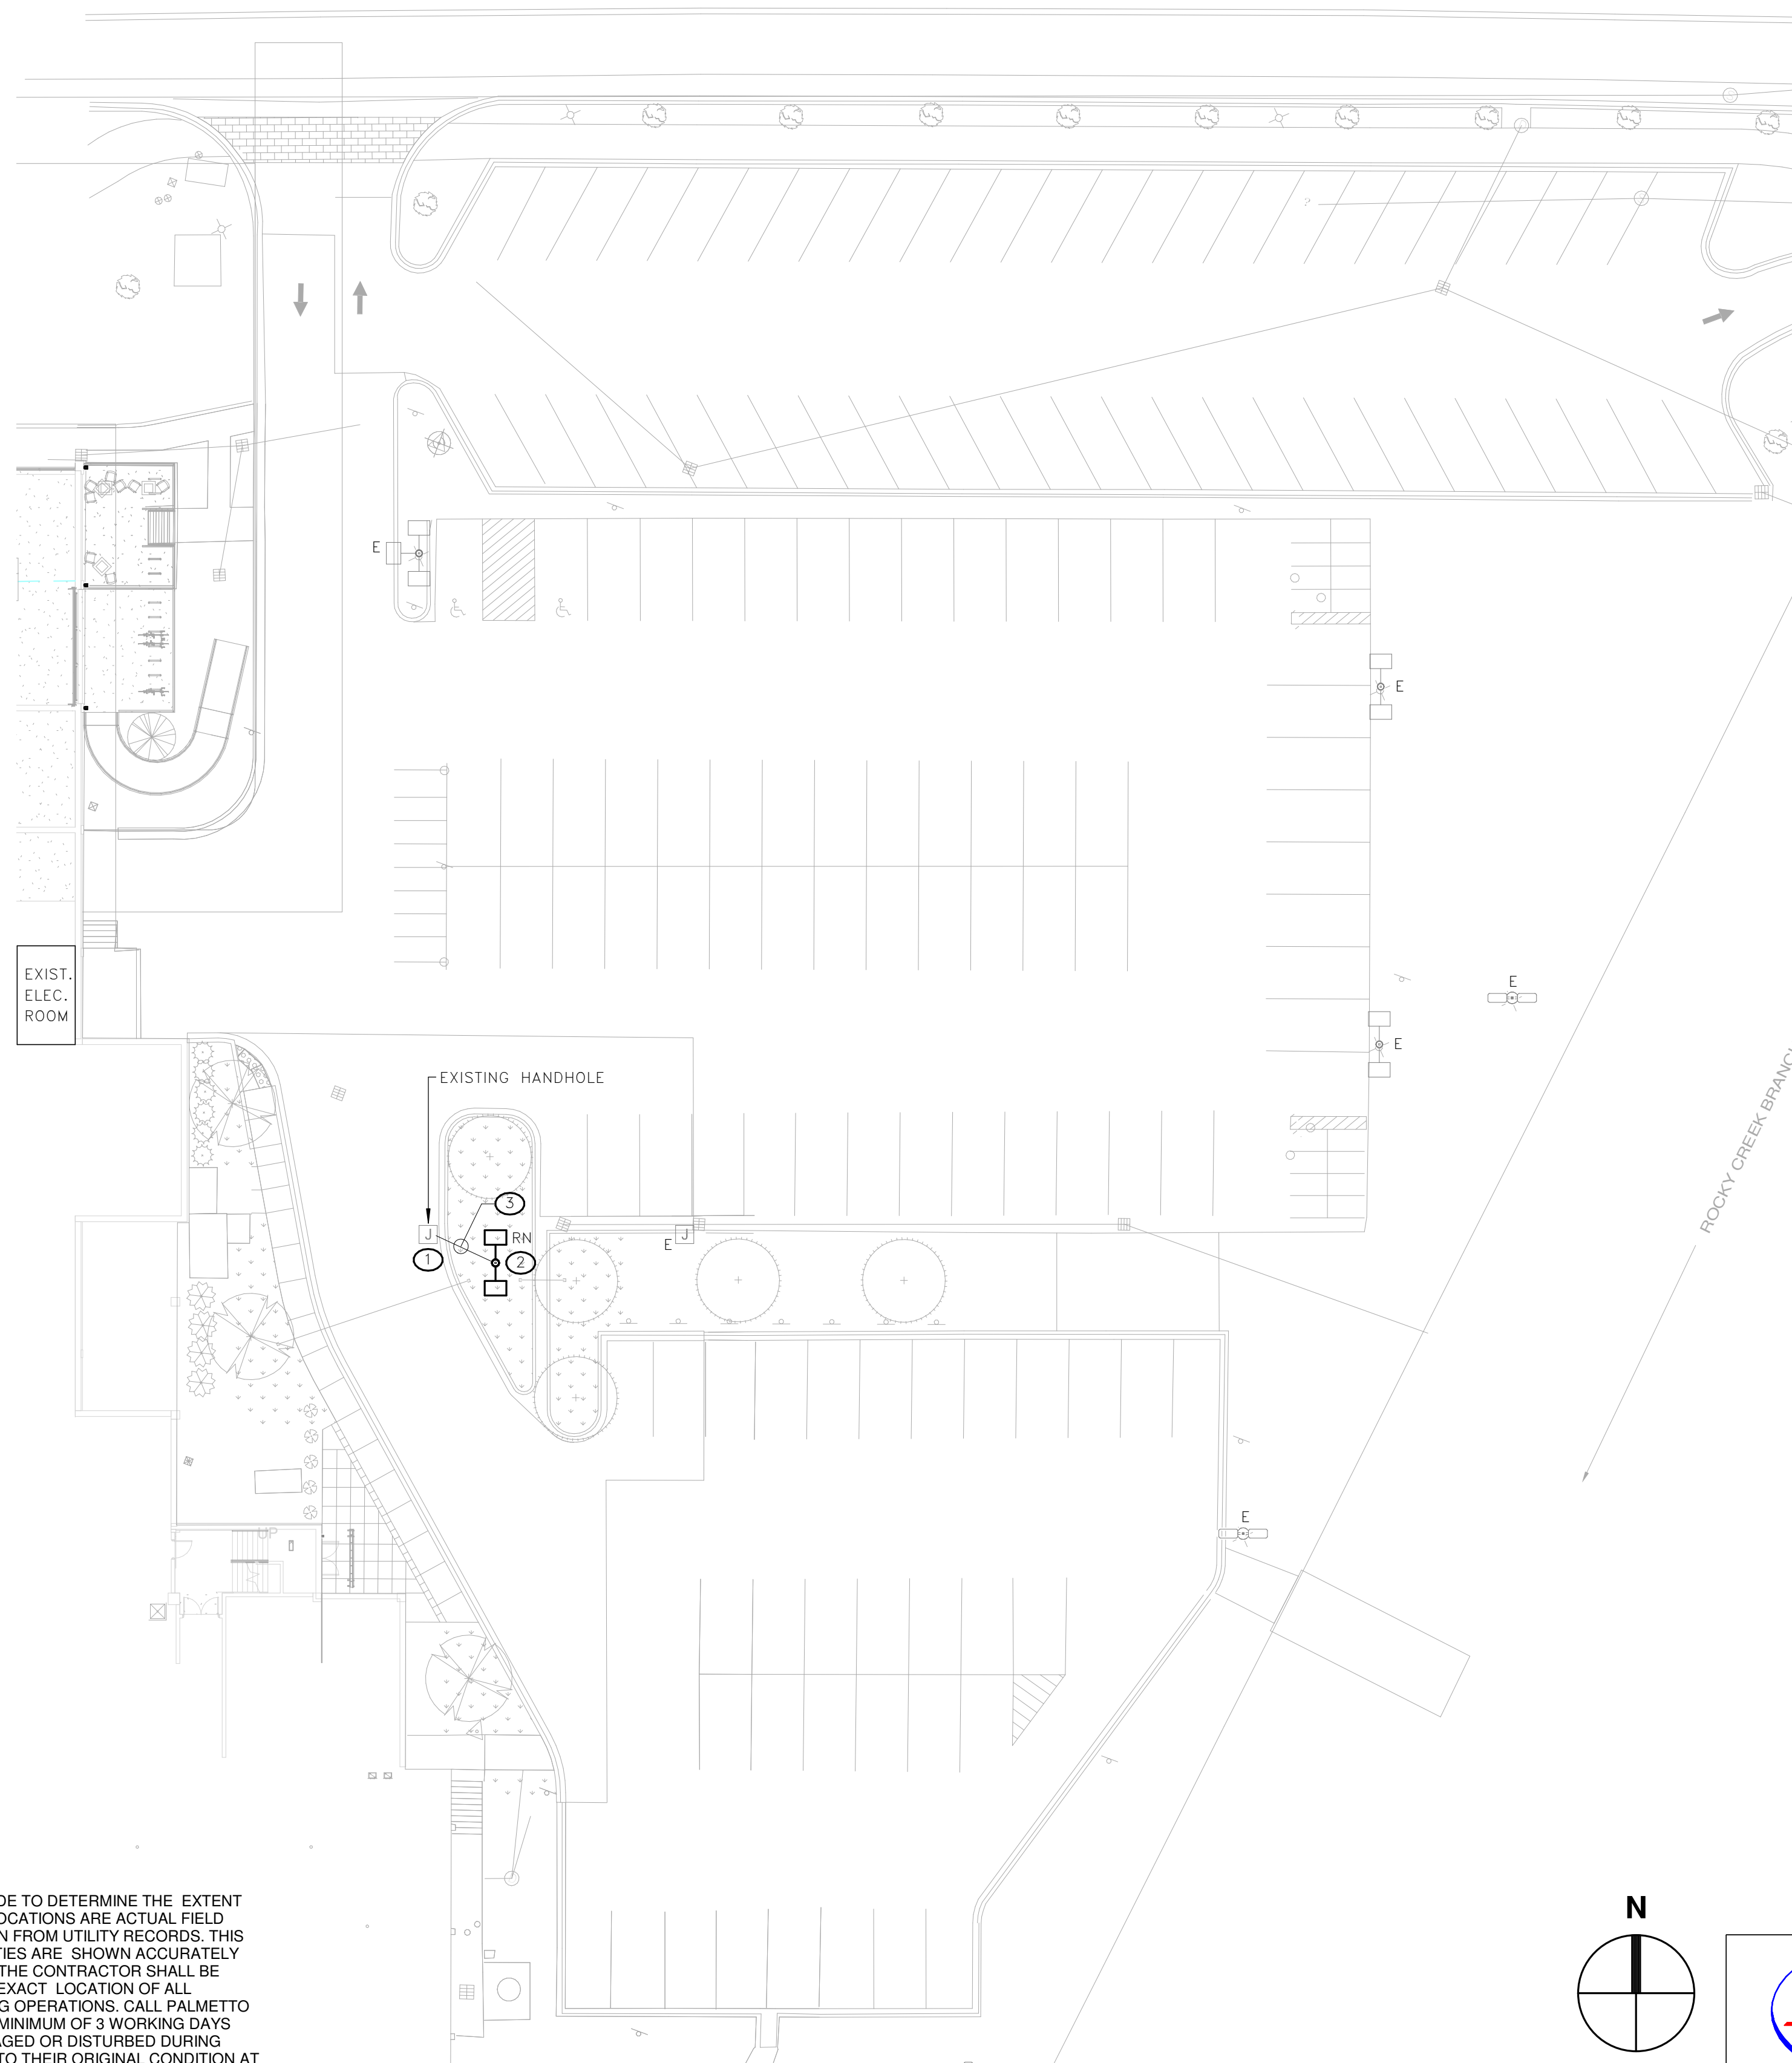 ?
E
E
EXIST.
ELEC.
ROOM
E
E
EXISTING HANDHOLE
ROCKY CREEK BRANCH
3
J
RN
J
1
2
E
E
UP
DE TO DETERMINE THE EXTENT
OCATIONS ARE ACTUAL FIELD
N FROM UTILITY RECORDS. THIS
TIES ARE SHOWN ACCURATELY
THE CONTRACTOR SHALL BE
EXACT LOCATION OF ALL
G OPERATIONS. CALL PALMETTO
MINIMUM OF 3 WORKING DAYS
AGED OR DISTURBED DURING
TO THEIR ORIGINAL CONDITION AT
N